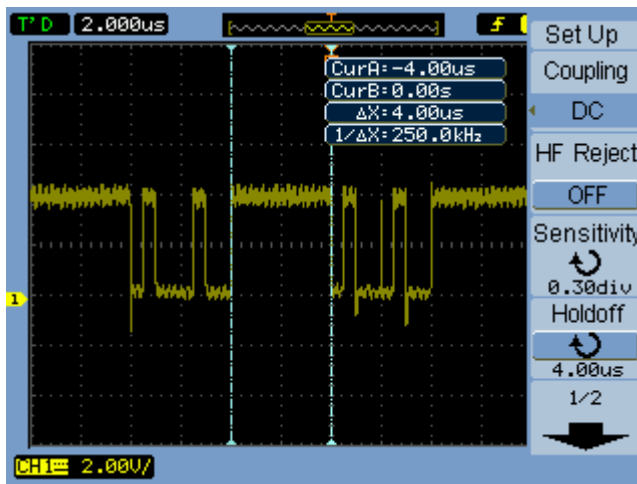 T'D 2.000us
CurA:-4.00us
CurB:0.00s
ΔX:4.00us
1/ΔX:250.0kHz
1
CH1 2.00V/
Set Up
Coupling
DC
HF Reject
OFF
Sensitivity
0.30div
Holdoff
4.00us
1/2